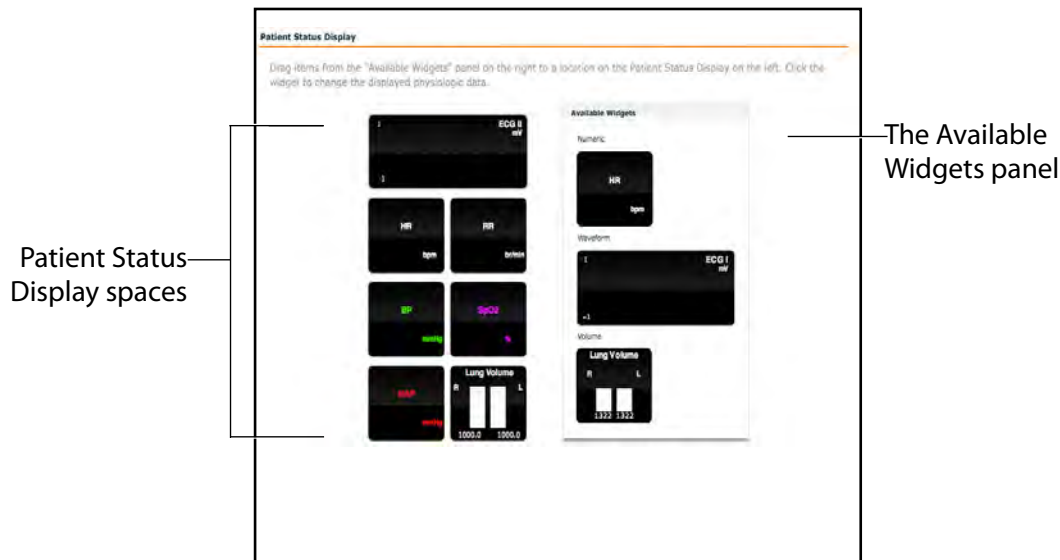 Patient Status Display
Drag items from the "Available Widgets" panel on the right to a location on the Patient Status Display on the left. Click the
widget to change the displayed physiologic data.
Patient Status
Display spaces
1
ECG II
mV
HR
bpm
RR
br/min
BP
mmHg
SpO2
%
mmHg
Lung Volume
R
L
1000.0
1000.0
Available Widgets
Numeric
HR
bpm
Waveform
1
ECG I
mV
-1
Volume
Lung Volume
R
L
1322
1322
The Available
Widgets panel